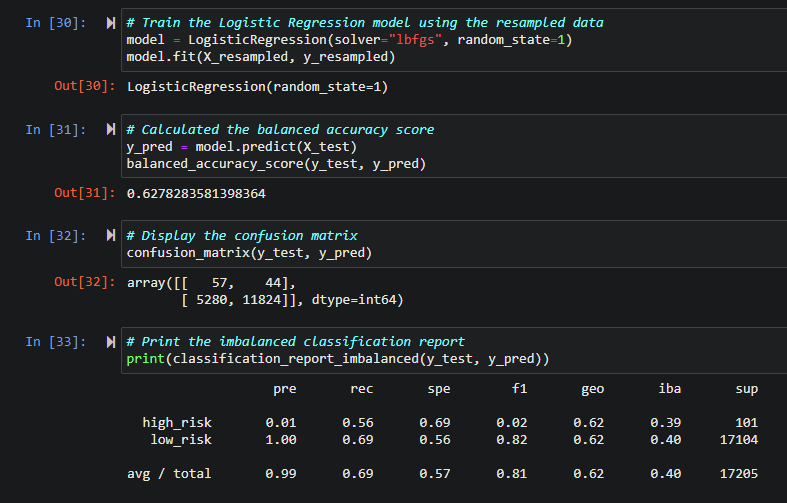 In [30]: # Train the Logistic Regression model using the resampled data
model = LogisticRegression(solver="lbfgs", random_state=1)
model.fit(X_resampled, y_resampled)
Out[30]: LogisticRegression(random_state=1)
In [31]: # Calculated the balanced accuracy score
y_pred = model.predict(X_test)
balanced_accuracy_score(y_test, y_pred)
Out[31]: 0.6278283581398364
In [32]: # Display the confusion matrix
confusion_matrix(y_test, y_pred)
Out[32]: array([[   57,    44],
       [ 5280, 11824]], dtype=int64)
In [33]: # Print the imbalanced classification report
print(classification_report_imbalanced(y_test, y_pred))
pre rec spe f1 geo iba sup
high_risk 0.01 0.56 0.69 0.02 0.62 0.39 101
low_risk 1.00 0.69 0.56 0.82 0.62 0.40 17104
avg / total 0.99 0.69 0.57 0.81 0.62 0.40 17205